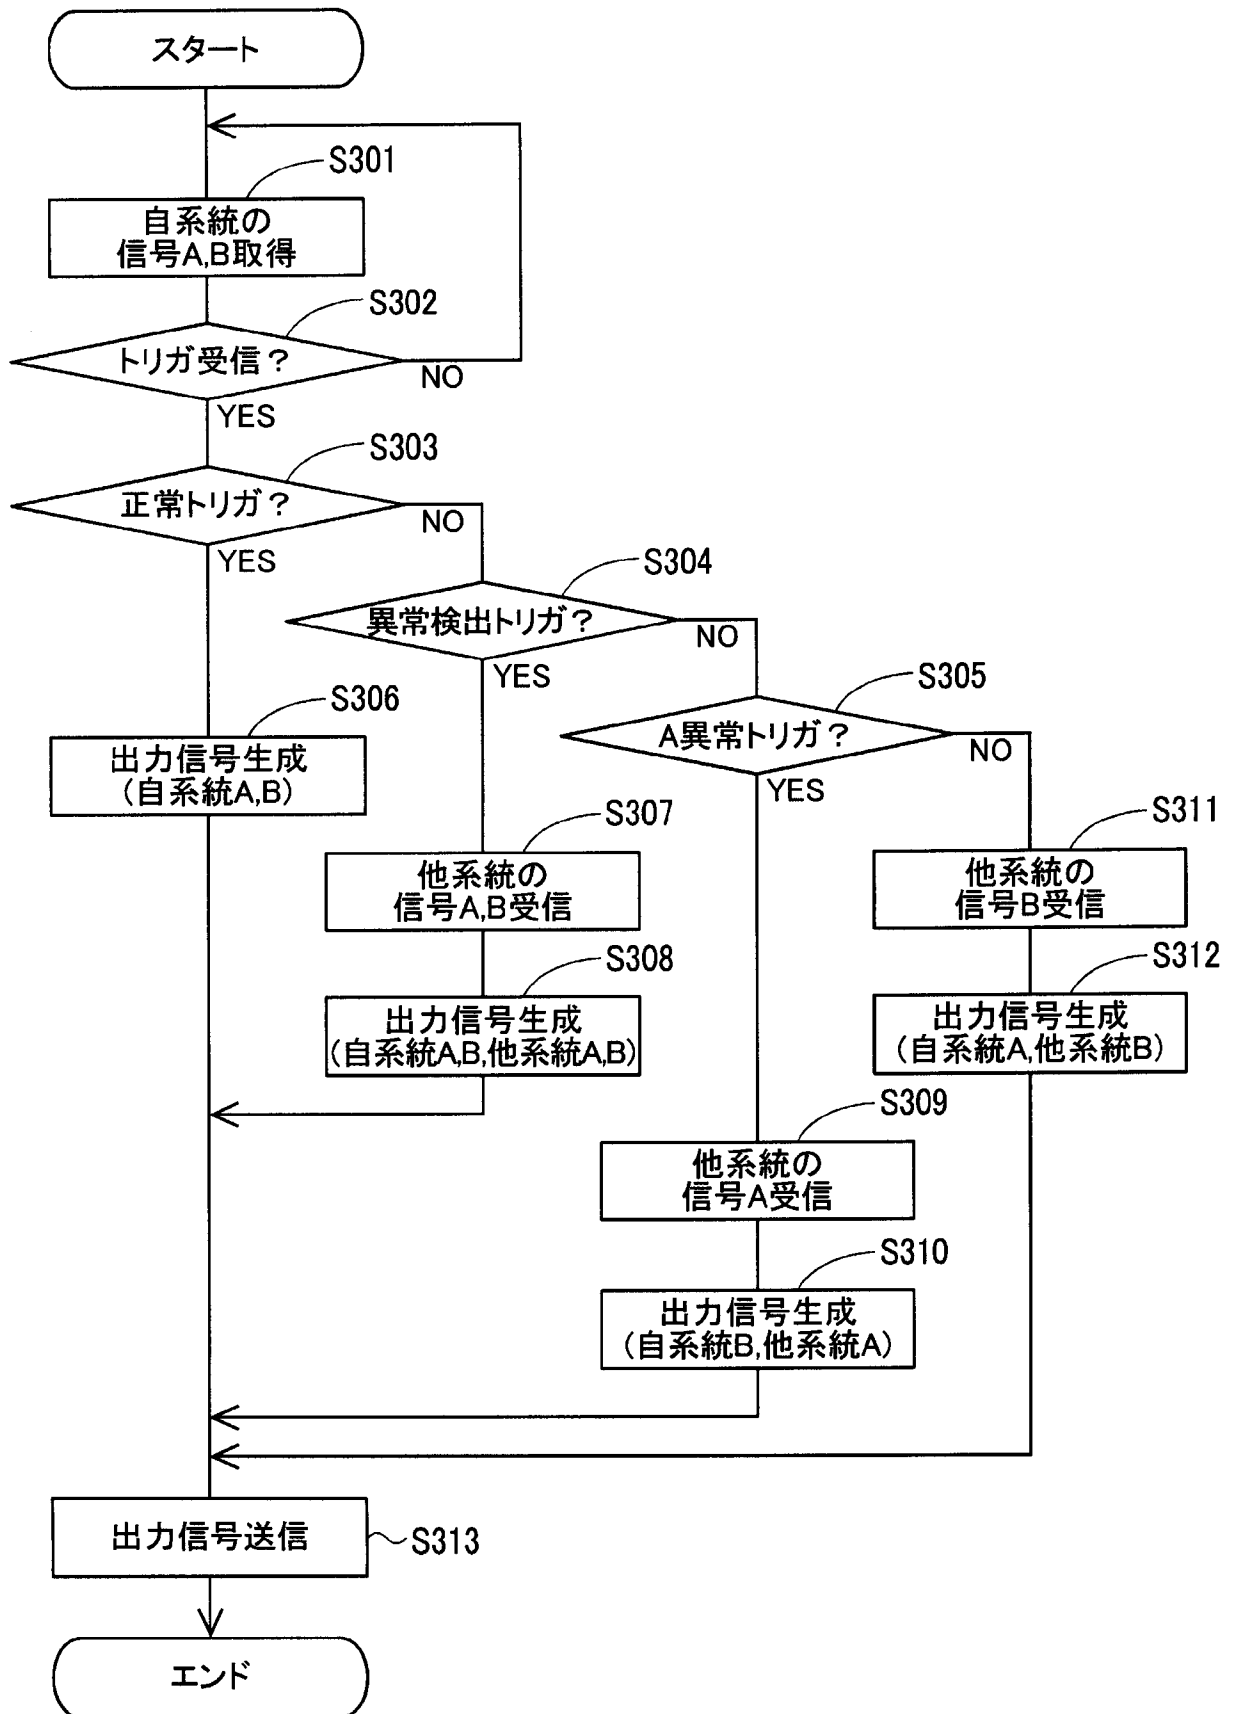 スタート
S301
自系統の
信号A,B取得
S302
トリガ受信？
NO
YES
S303
正常トリガ？
NO
YES
S304
異常検出トリガ？
NO
YES
S305
A異常トリガ？
NO
YES
S306
出力信号生成
(自系統A,B)
S307
他系統の
信号A,B受信
S308
出力信号生成
(自系統A,B,他系統A,B)
S311
他系統の
信号B受信
S312
出力信号生成
(自系統A,他系統B)
S309
他系統の
信号A受信
S310
出力信号生成
(自系統B,他系統A)
出力信号送信
S313
エンド